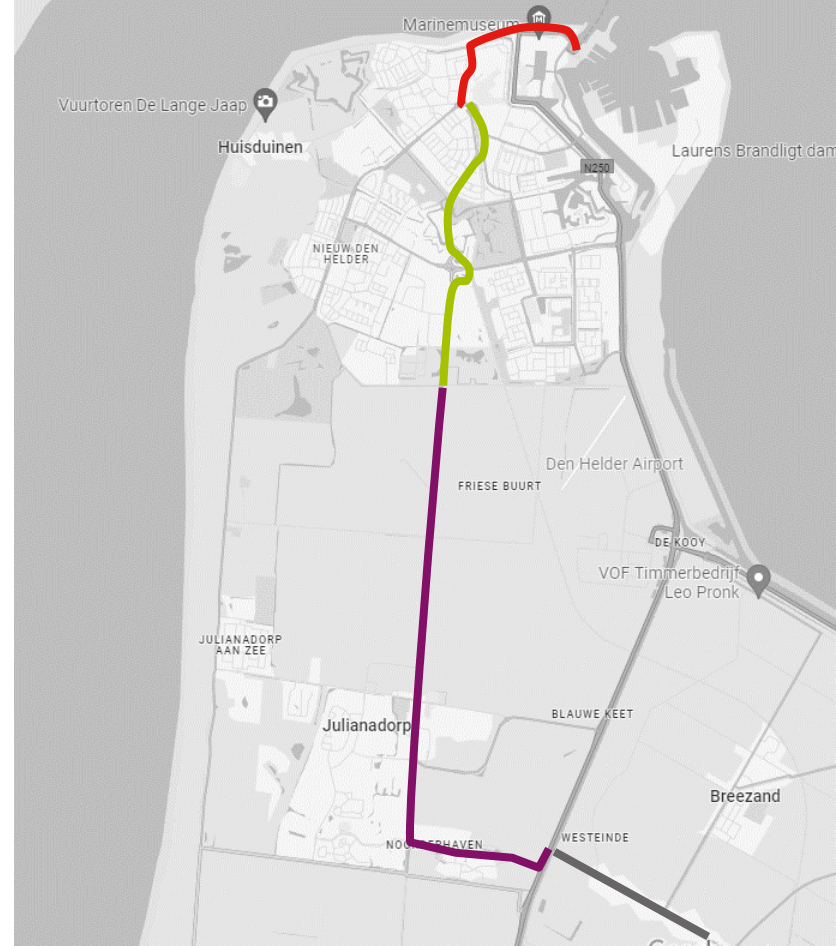 Marinemuseum
Vuurtoren De Lange Jaap
Huisduinen
Laurens Brandligt dam
N250
NIEUW DEN
HELDER
Den Helder Airport
FRIESE BUURT
DE KOOY
VOF Timmerbedrijf
Leo Pronk
JULIANADORP
AAN ZEE
BLAUWE KEET
Julianadorp
Breezand
WESTEINDE